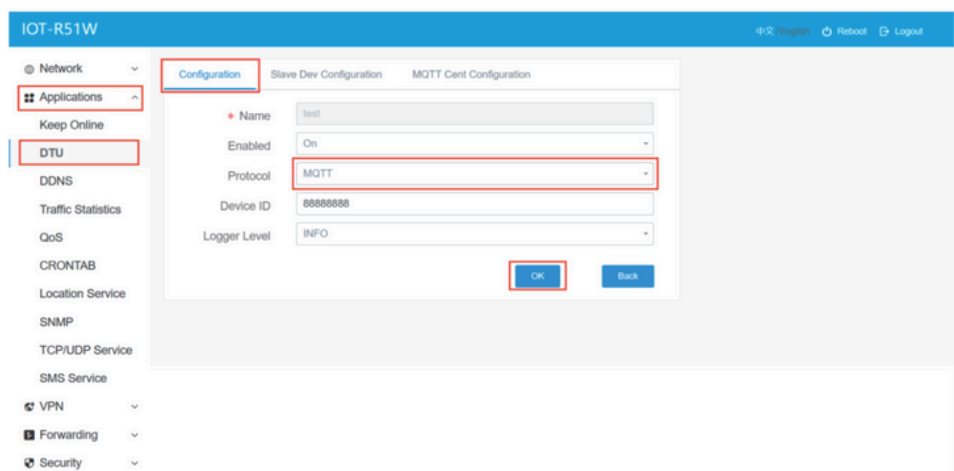 IOT-R51W
中文 / English Reboot Logout
Network
Applications
Keep Online
DTU
DDNS
Traffic Statistics
QoS
CRONTAB
Location Service
SNMP
TCP/UDP Service
SMS Service
VPN
Forwarding
Security
Configuration Slave Dev Configuration MQTT Cent Configuration
* Name test
Enabled On
Protocol MQTT
Device ID 88888888
Logger Level INFO
OK Back